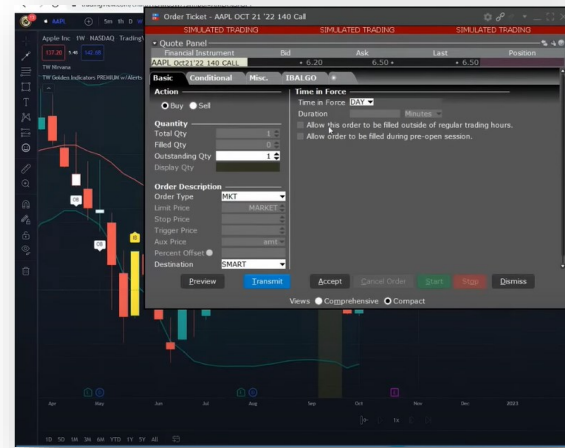 AAPL 5m 1h D W
Apple Inc 1W NASDAQ
TW Nirvana
TW Golden Indicators PREMIUM w/Alerts
Order Ticket - AAPL OCT 21 '22 140 Call
SIMULATED TRADING SIMULATED TRADING SIMULATED TRADING
Quote Panel
Financial Instrument Bid Ask Last Position
AAPL Oct21'22 140 CALL • 6.20 6.50 • • 6.50
Basic Conditional Misc. IBALGO +
Action
Buy Sell
Quantity
Total Qty 1
Filled Qty 0
Outstanding Qty 1
Display Qty
Order Description
Order Type MKT
Limit Price MARKET
Stop Price
Trigger Price
Aux Price amt
Percent Offset
Destination SMART
Time in Force
Time in Force DAY
Duration Minutes
Allow this order to be filled outside of regular trading hours.
Allow order to be filled during pre-open session.
Preview Transmit Accept Cancel Order Start Stop Dismiss
Views Comprehensive Compact
OB
OB
Apr May Jun Jul Aug Sep Oct Nov Dec 2023
1D 5D 1M 3M 6M YTD 1Y 5Y All